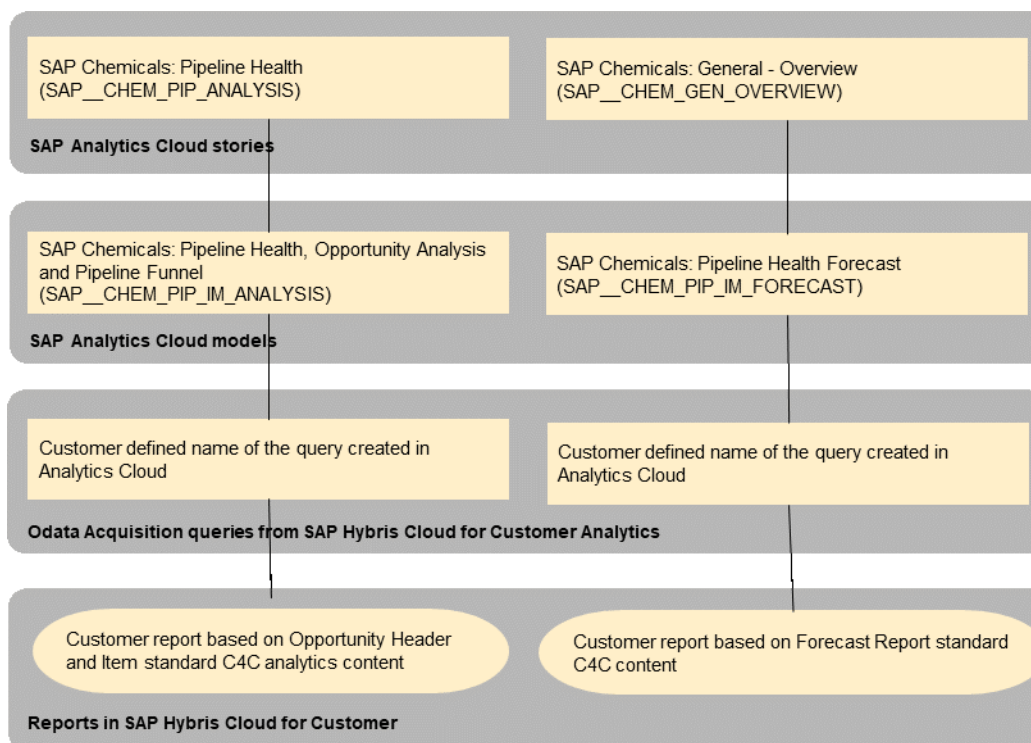 SAP Chemicals: Pipeline Health
(SAP__CHEM_PIP_ANALYSIS)
SAP Chemicals: General - Overview
(SAP__CHEM_GEN_OVERVIEW)
SAP Analytics Cloud stories
SAP Chemicals: Pipeline Health, Opportunity Analysis
and Pipeline Funnel
(SAP__CHEM_PIP_IM_ANALYSIS)
SAP Chemicals: Pipeline Health Forecast
(SAP__CHEM_PIP_IM_FORECAST)
SAP Analytics Cloud models
Customer defined name of the query created in
Analytics Cloud
Customer defined name of the query created in
Analytics Cloud
Odata Acquisition queries from SAP Hybris Cloud for Customer Analytics
Customer report based on Opportunity Header
and Item standard C4C analytics content
Customer report based on Forecast Report standard
C4C content
Reports in SAP Hybris Cloud for Customer